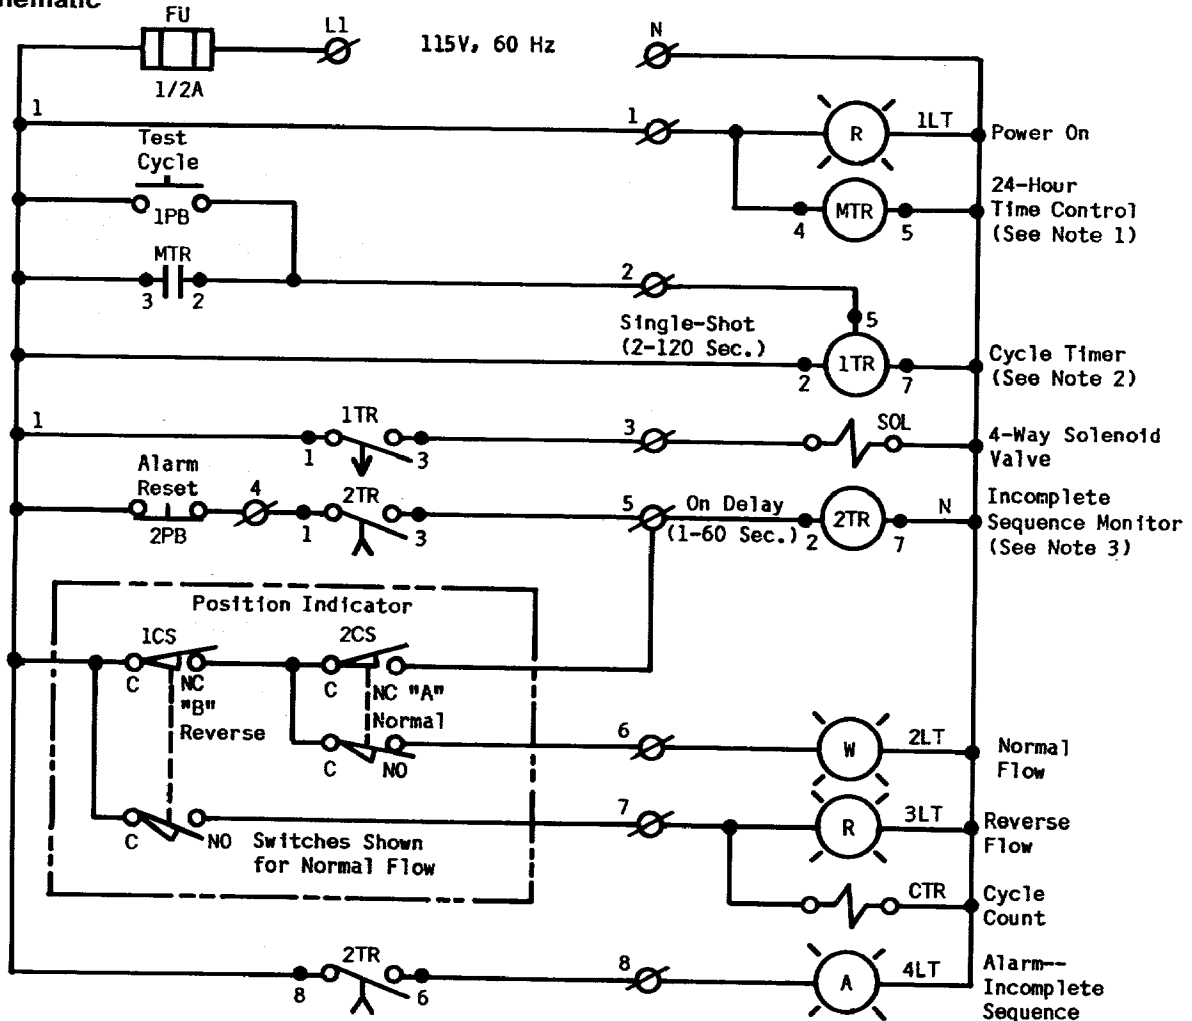 hematic
FU
L1
115V, 60 Hz
N
1/2A
1
1
R
1LT
Power On
Test
Cycle
1PB
24-Hour
Time Control
(See Note 1)
MTR
4
5
MTR
3
2
2
5
Single-Shot
(2-120 Sec.)
1TR
2
7
Cycle Timer
(See Note 2)
1
1TR
1
3
3
SOL
4-Way Solenoid
Valve
Alarm
Reset
2PB
4
2TR
1
3
5
On Delay
(1-60 Sec.)
2
2TR
7
N
Incomplete
Sequence Monitor
(See Note 3)
Position Indicator
1CS
2CS
C
NC
"B"
Reverse
C
NC "A"
Normal
C
NO
6
W
2LT
Normal
Flow
C
NO
Switches Shown
for Normal Flow
7
R
3LT
Reverse
Flow
CTR
Cycle
Count
2TR
8
6
8
A
4LT
Alarm--
Incomplete
Sequence